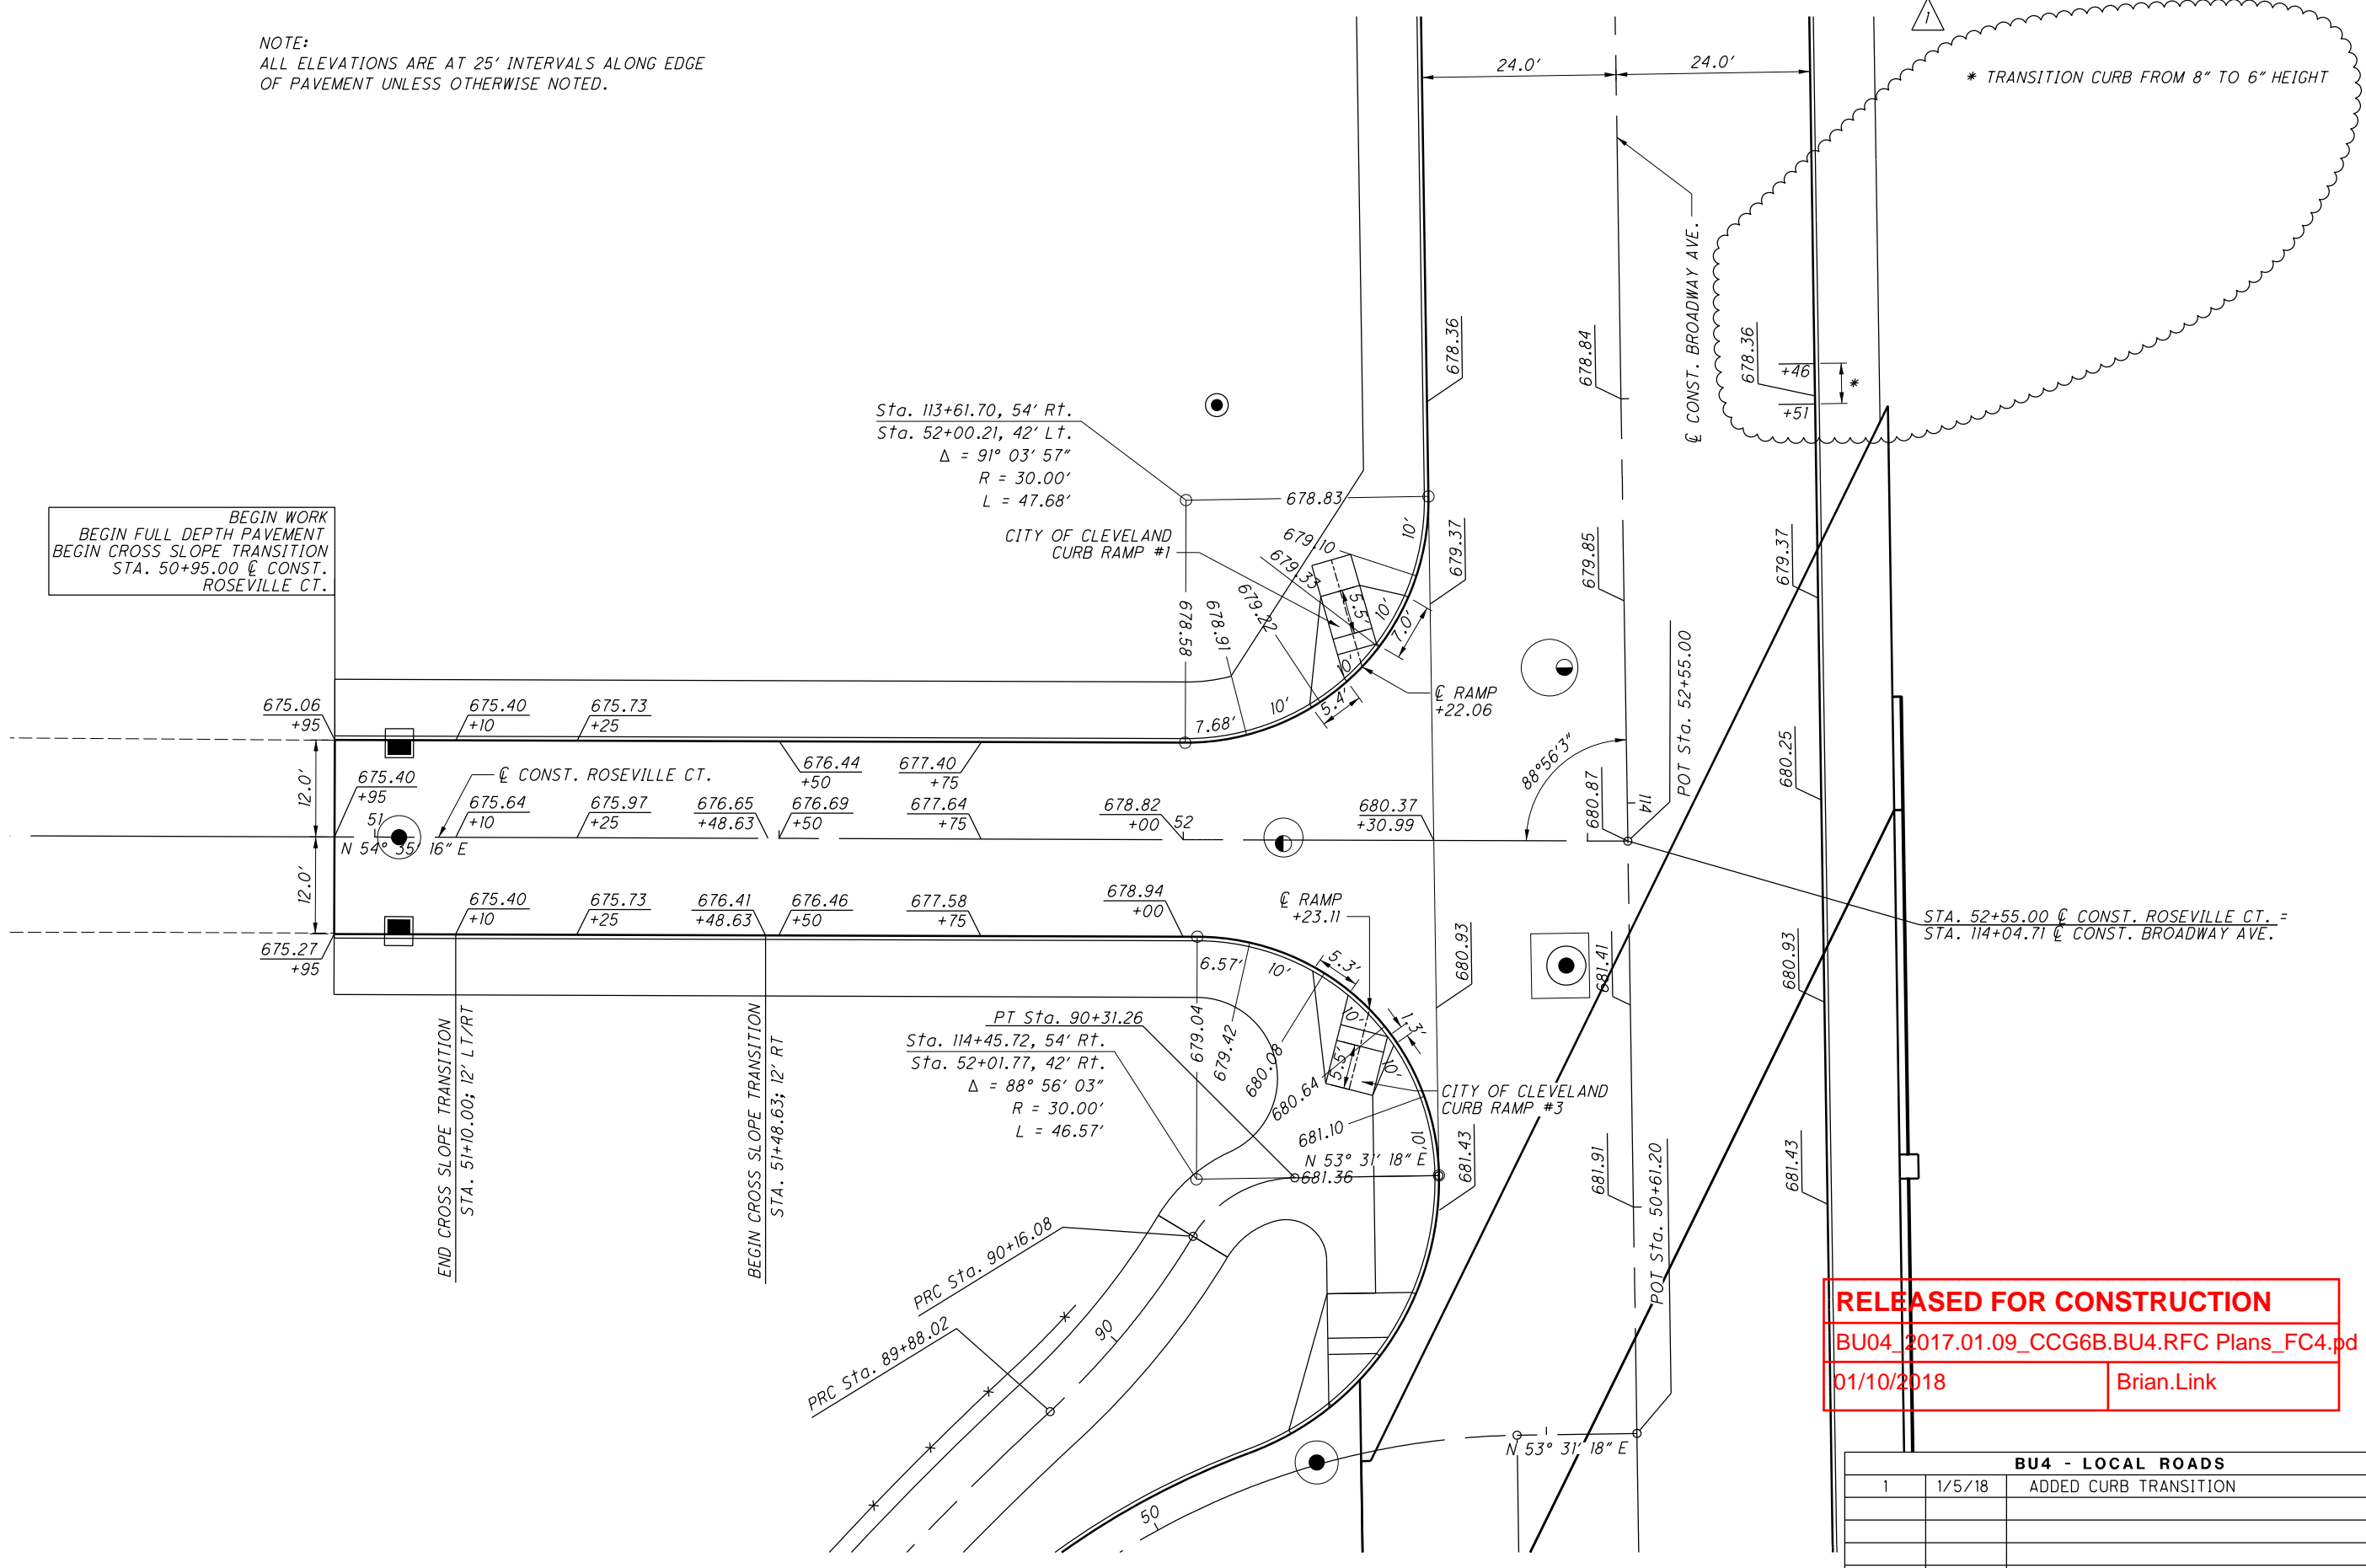 NOTE:
ALL ELEVATIONS ARE AT 25' INTERVALS ALONG EDGE
OF PAVEMENT UNLESS OTHERWISE NOTED.
24.0'
24.0'
1
* TRANSITION CURB FROM 8" TO 6" HEIGHT
℄ CONST. BROADWAY AVE.
678.36
678.84
678.36
+46
*
+51
Sta. 113+61.70, 54' Rt.
Sta. 52+00.21, 42' Lt.
Δ = 91° 03' 57"
R = 30.00'
L = 47.68'
678.83
CITY OF CLEVELAND
CURB RAMP #1
BEGIN WORK
BEGIN FULL DEPTH PAVEMENT
BEGIN CROSS SLOPE TRANSITION
STA. 50+95.00 ℄ CONST.
ROSEVILLE CT.
679.10
679.33
10'
679.37
679.85
679.37
678.58
678.91
679.22
5.5'
10'
7.0'
10'
5.4'
10'
7.68'
℄ RAMP
+22.06
POT Sta. 52+55.00
88°56'3"
675.06
+95
675.40
+10
675.73
+25
676.44
+50
677.40
+75
680.25
12.0'
675.40
+95
℄ CONST. ROSEVILLE CT.
51
675.64
+10
675.97
+25
676.65
+48.63
676.69
+50
677.64
+75
678.82
+00
52
680.37
+30.99
680.87
114
N 54° 35' 16" E
12.0'
675.40
+10
675.73
+25
676.41
+48.63
676.46
+50
677.58
+75
678.94
+00
℄ RAMP
+23.11
675.27
+95
STA. 52+55.00 ℄ CONST. ROSEVILLE CT. =
STA. 114+04.71 ℄ CONST. BROADWAY AVE.
680.93
681.41
680.93
6.57'
10'
5.3'
10'
1.3'
10'
5.5'
679.04
679.42
680.08
680.64
681.10
10'
PT Sta. 90+31.26
Sta. 114+45.72, 54' Rt.
Sta. 52+01.77, 42' Rt.
Δ = 88° 56' 03"
R = 30.00'
L = 46.57'
CITY OF CLEVELAND
CURB RAMP #3
END CROSS SLOPE TRANSITION
STA. 51+10.00; 12' LT/RT
BEGIN CROSS SLOPE TRANSITION
STA. 51+48.63; 12' RT
N 53° 31' 18" E
681.36
681.43
681.91
681.43
POT Sta. 50+61.20
PRC Sta. 90+16.08
PRC Sta. 89+88.02
90
50
N 53° 31' 18" E
RELEASED FOR CONSTRUCTION
BU04_2017.01.09_CCG6B.BU4.RFC Plans_FC4.pd
01/10/2018
Brian.Link
BU4 - LOCAL ROADS
1 1/5/18 ADDED CURB TRANSITION